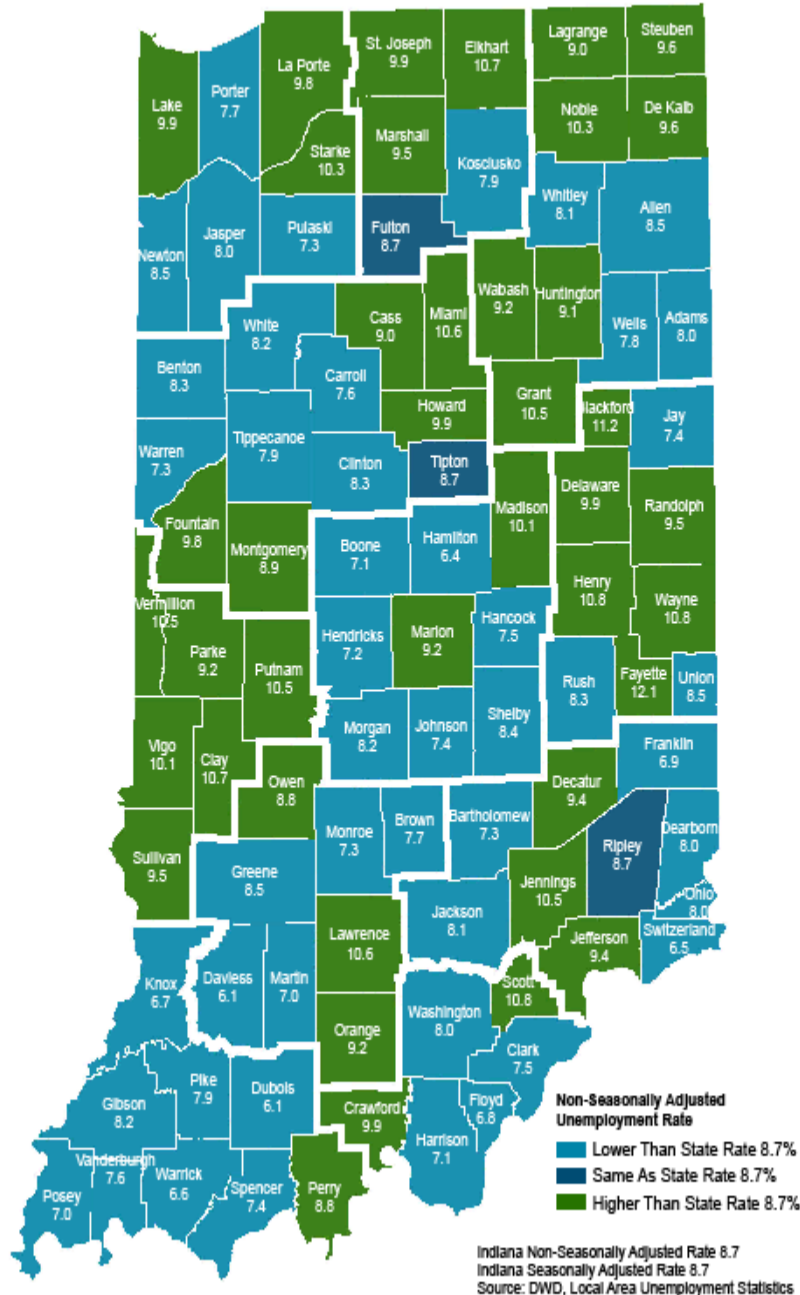 St. Joseph
9.9
Elkhart
10.7
Lagrange
9.0
Steuben
9.6
La Porte
9.8
Porter
7.7
Lake
9.9
Noble
10.3
De Kalb
9.6
Marshall
9.5
Starke
10.3
Kosciusko
7.9
Whitley
8.1
Allen
8.5
Newton
8.5
Jasper
8.0
Pulaski
7.3
Fulton
8.7
Wabash
9.2
Huntington
9.1
Miami
10.6
Cass
9.0
White
8.2
Wells
7.8
Adams
8.0
Benton
8.3
Carroll
7.6
Grant
10.5
Howard
9.9
Blackford
11.2
Jay
7.4
Warren
7.3
Tippecanoe
7.9
Clinton
8.3
Tipton
8.7
Delaware
9.9
Randolph
9.5
Madison
10.1
Fountain
9.8
Montgomery
8.9
Boone
7.1
Hamilton
6.4
Henry
10.8
Wayne
10.8
Vermillion
10.5
Hendricks
7.2
Marion
9.2
Hancock
7.5
Parke
9.2
Putnam
10.5
Rush
8.3
Fayette
12.1
Union
8.5
Morgan
8.2
Johnson
7.4
Shelby
8.4
Vigo
10.1
Clay
10.7
Franklin
6.9
Owen
8.8
Decatur
9.4
Monroe
7.3
Brown
7.7
Bartholomew
7.3
Dearborn
8.0
Ripley
8.7
Sullivan
9.5
Greene
8.5
Jennings
10.5
Ohio
8.0
Jackson
8.1
Switzerland
6.5
Lawrence
10.6
Jefferson
9.4
Knox
6.7
Daviess
6.1
Martin
7.0
Scott
10.8
Washington
8.0
Orange
9.2
Clark
7.5
Pike
7.9
Dubois
6.1
Gibson
8.2
Crawford
9.9
Floyd
6.8
Harrison
7.1
Vanderburgh
7.6
Warrick
6.6
Posey
7.0
Spencer
7.4
Perry
8.8
Non-Seasonally Adjusted
Unemployment Rate
Lower Than State Rate 8.7%
Same As State Rate 8.7%
Higher Than State Rate 8.7%
Indiana Non-Seasonally Adjusted Rate 8.7
Indiana Seasonally Adjusted Rate 8.7
Source: DWD, Local Area Unemployment Statistics